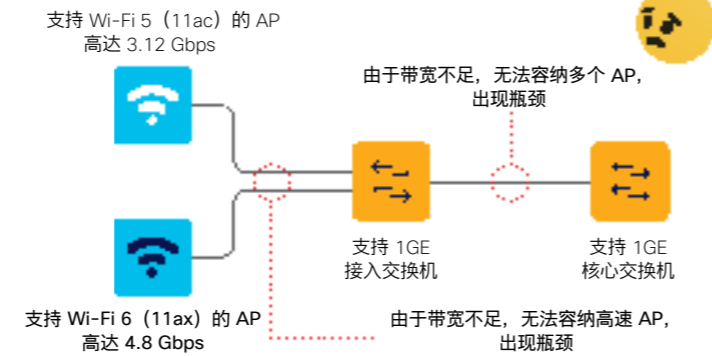 支持 Wi-Fi 5（11ac）的 AP
高达 3.12 Gbps
由于带宽不足，无法容纳多个 AP，
出现瓶颈
支持 1GE
接入交换机
支持 1GE
核心交换机
支持 Wi-Fi 6（11ax）的 AP
高达 4.8 Gbps
由于带宽不足，无法容纳高速 AP，
出现瓶颈